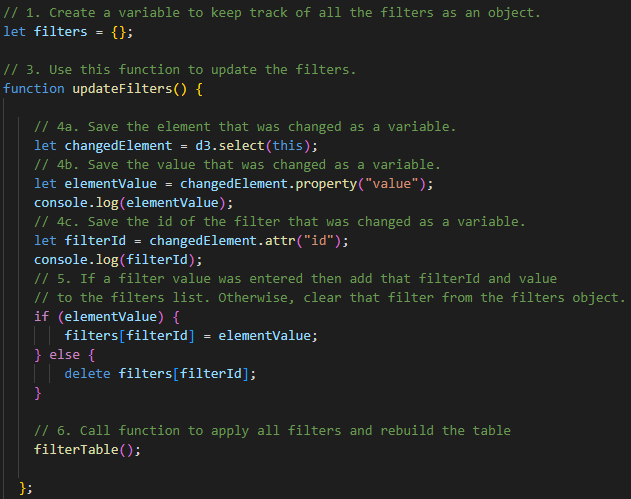 // 1. Create a variable to keep track of all the filters as an object.
let filters = {};
// 3. Use this function to update the filters.
function updateFilters() {
// 4a. Save the element that was changed as a variable.
let changedElement = d3.select(this);
// 4b. Save the value that was changed as a variable.
let elementValue = changedElement.property("value");
console.log(elementValue);
// 4c. Save the id of the filter that was changed as a variable.
let filterId = changedElement.attr("id");
console.log(filterId);
// 5. If a filter value was entered then add that filterId and value
// to the filters list. Otherwise, clear that filter from the filters object.
if (elementValue) {
filters[filterId] = elementValue;
} else {
delete filters[filterId];
}
// 6. Call function to apply all filters and rebuild the table
filterTable();
};